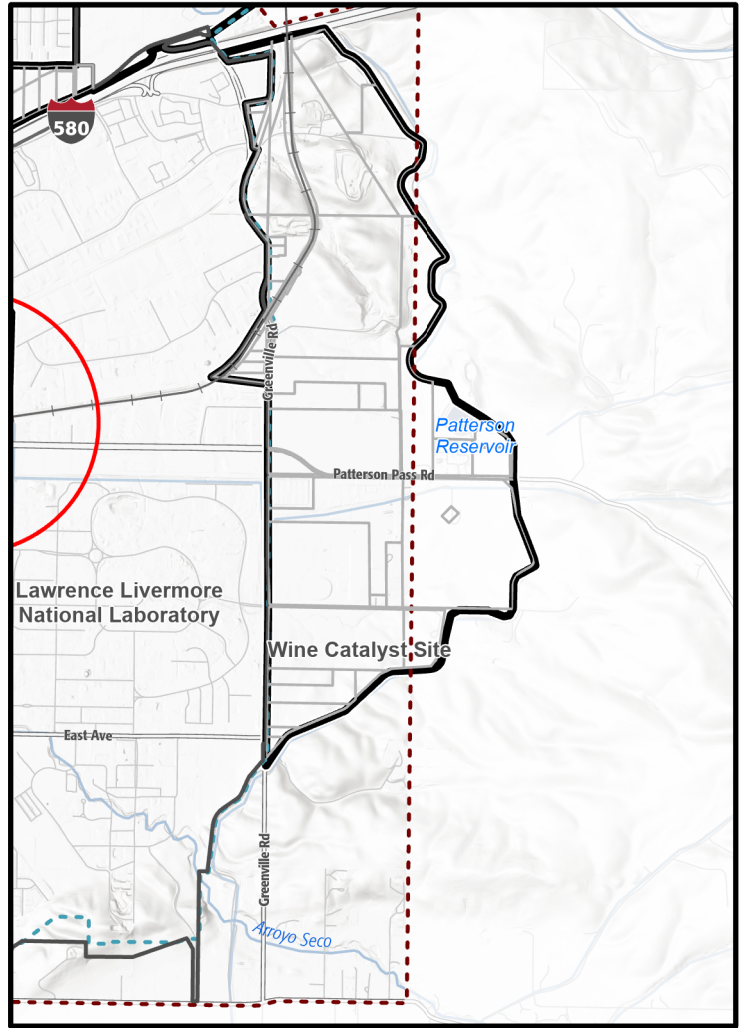 580
Greenville Rd
Patterson
Reservoir
Patterson Pass Rd
Lawrence Livermore
National Laboratory
Wine Catalyst Site
East Ave
Greenville Rd
Arroyo Seco